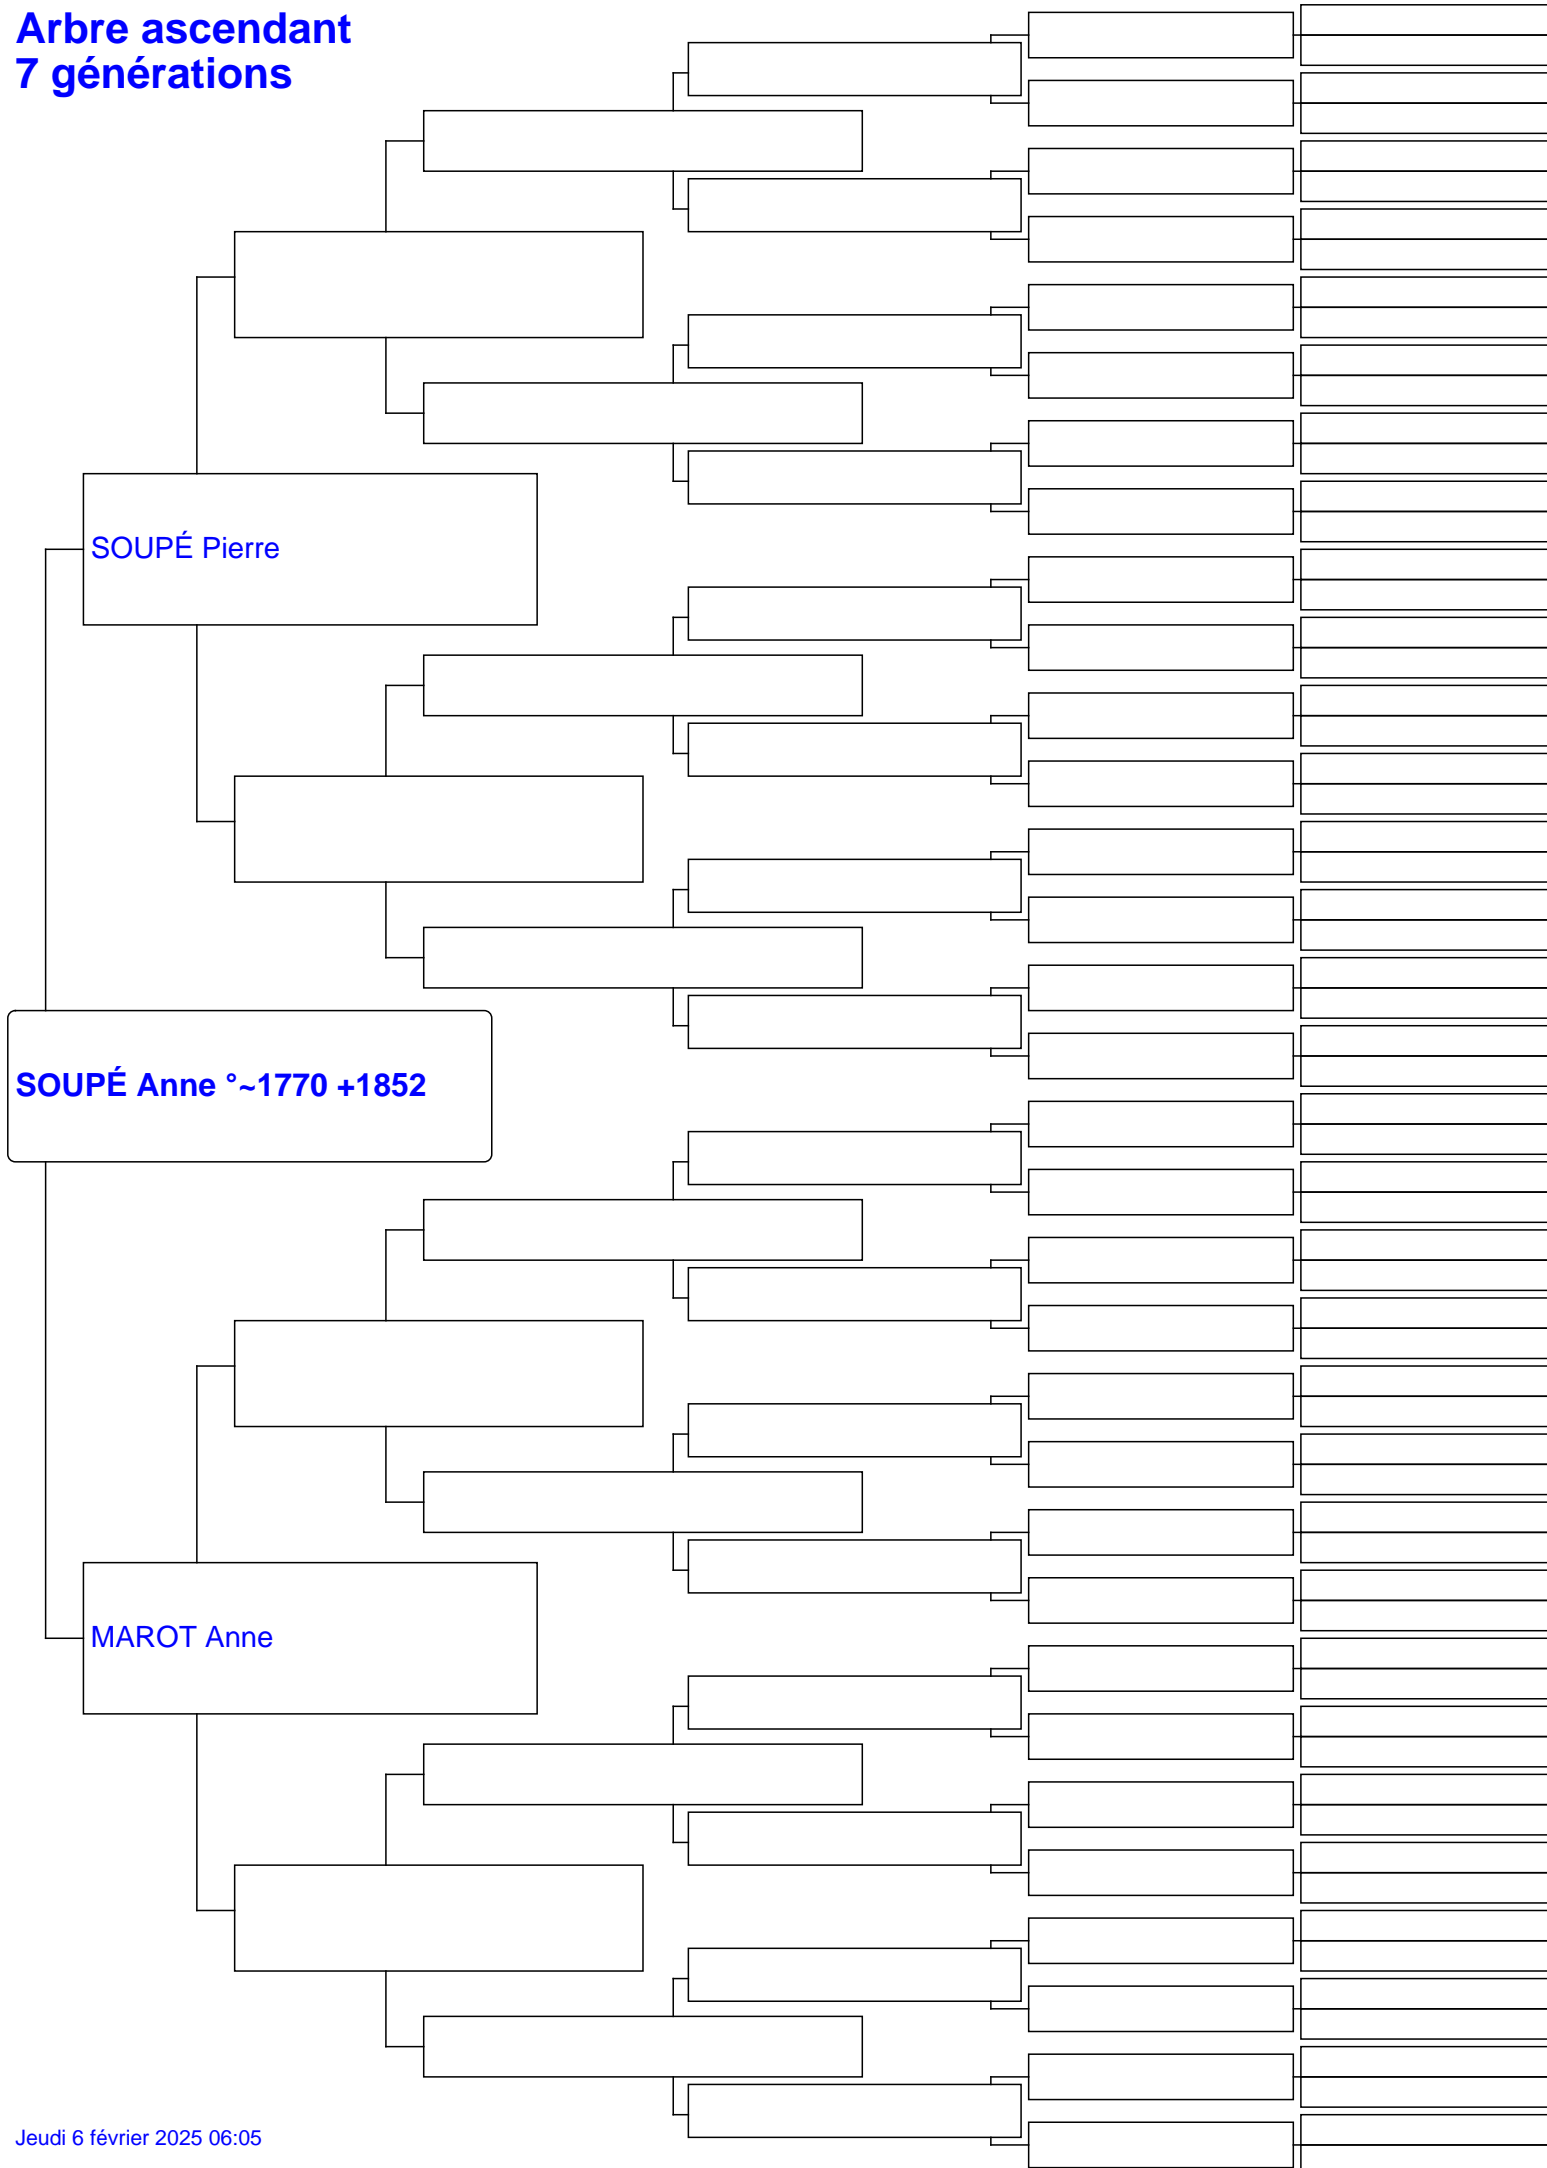 Arbre ascendant
7 générations
SOUPÉ Pierre
SOUPÉ Anne °~1770 +1852
MAROT Anne
Jeudi 6 février 2025 06:05